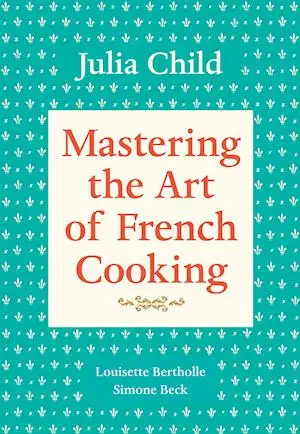 Julia Child
Mastering
the Art
of French
Cooking
Louisette Bertholle
Simone Beck